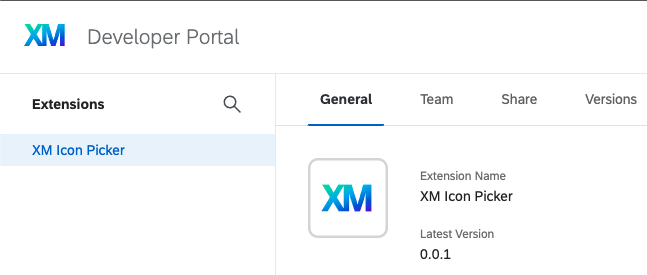 XM Developer Portal
Extensions
General Team Share Versions
XM Icon Picker
XM
Extension Name
XM Icon Picker
Latest Version
0.0.1